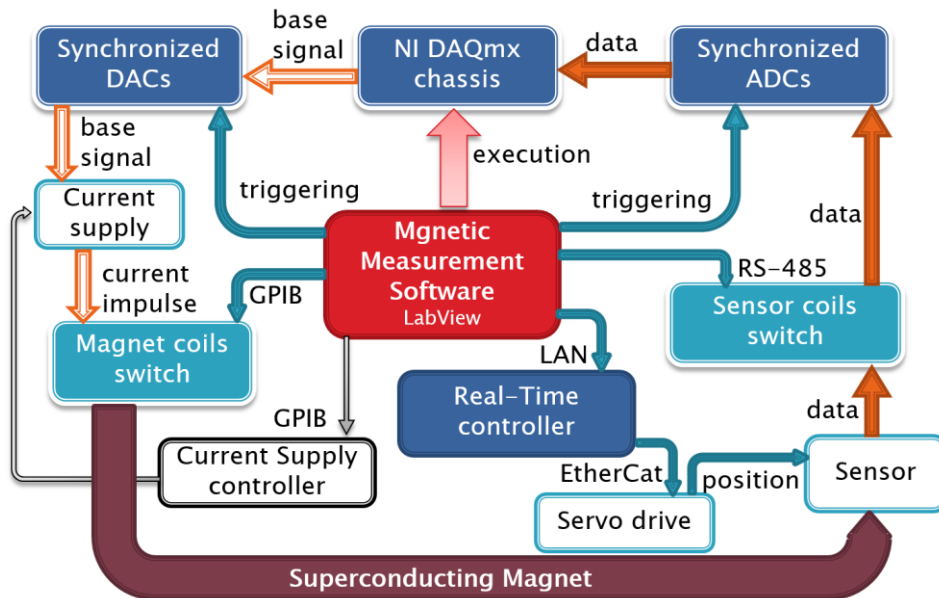 Synchronized
DACs
base
signal
NI DAQmx
chassis
data
Synchronized
ADCs
base
signal
triggering
execution
triggering
data
Current
supply
current
impulse
GPIB
Mgnetic
Measurement
Software
LabView
RS-485
Sensor coils
switch
Magnet coils
switch
LAN
Real-Time
controller
data
GPIB
Current Supply
controller
EtherCat
position
Sensor
Servo drive
Superconducting Magnet